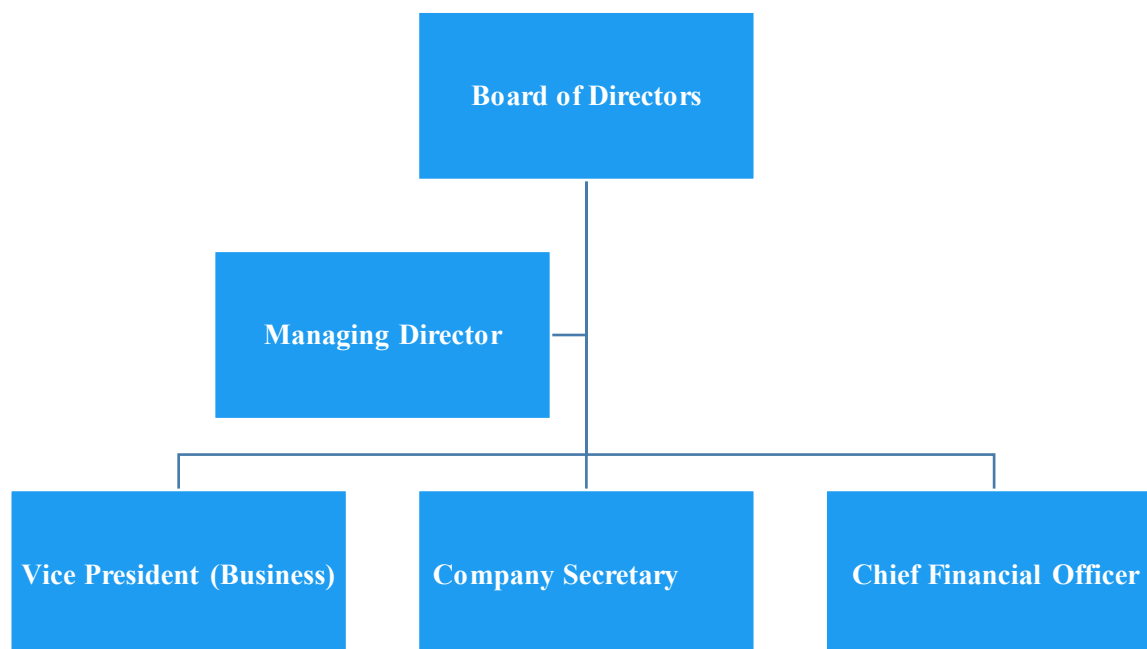 Board of Directors
Managing Director
Vice President (Business)
Company Secretary
Chief Financial Officer